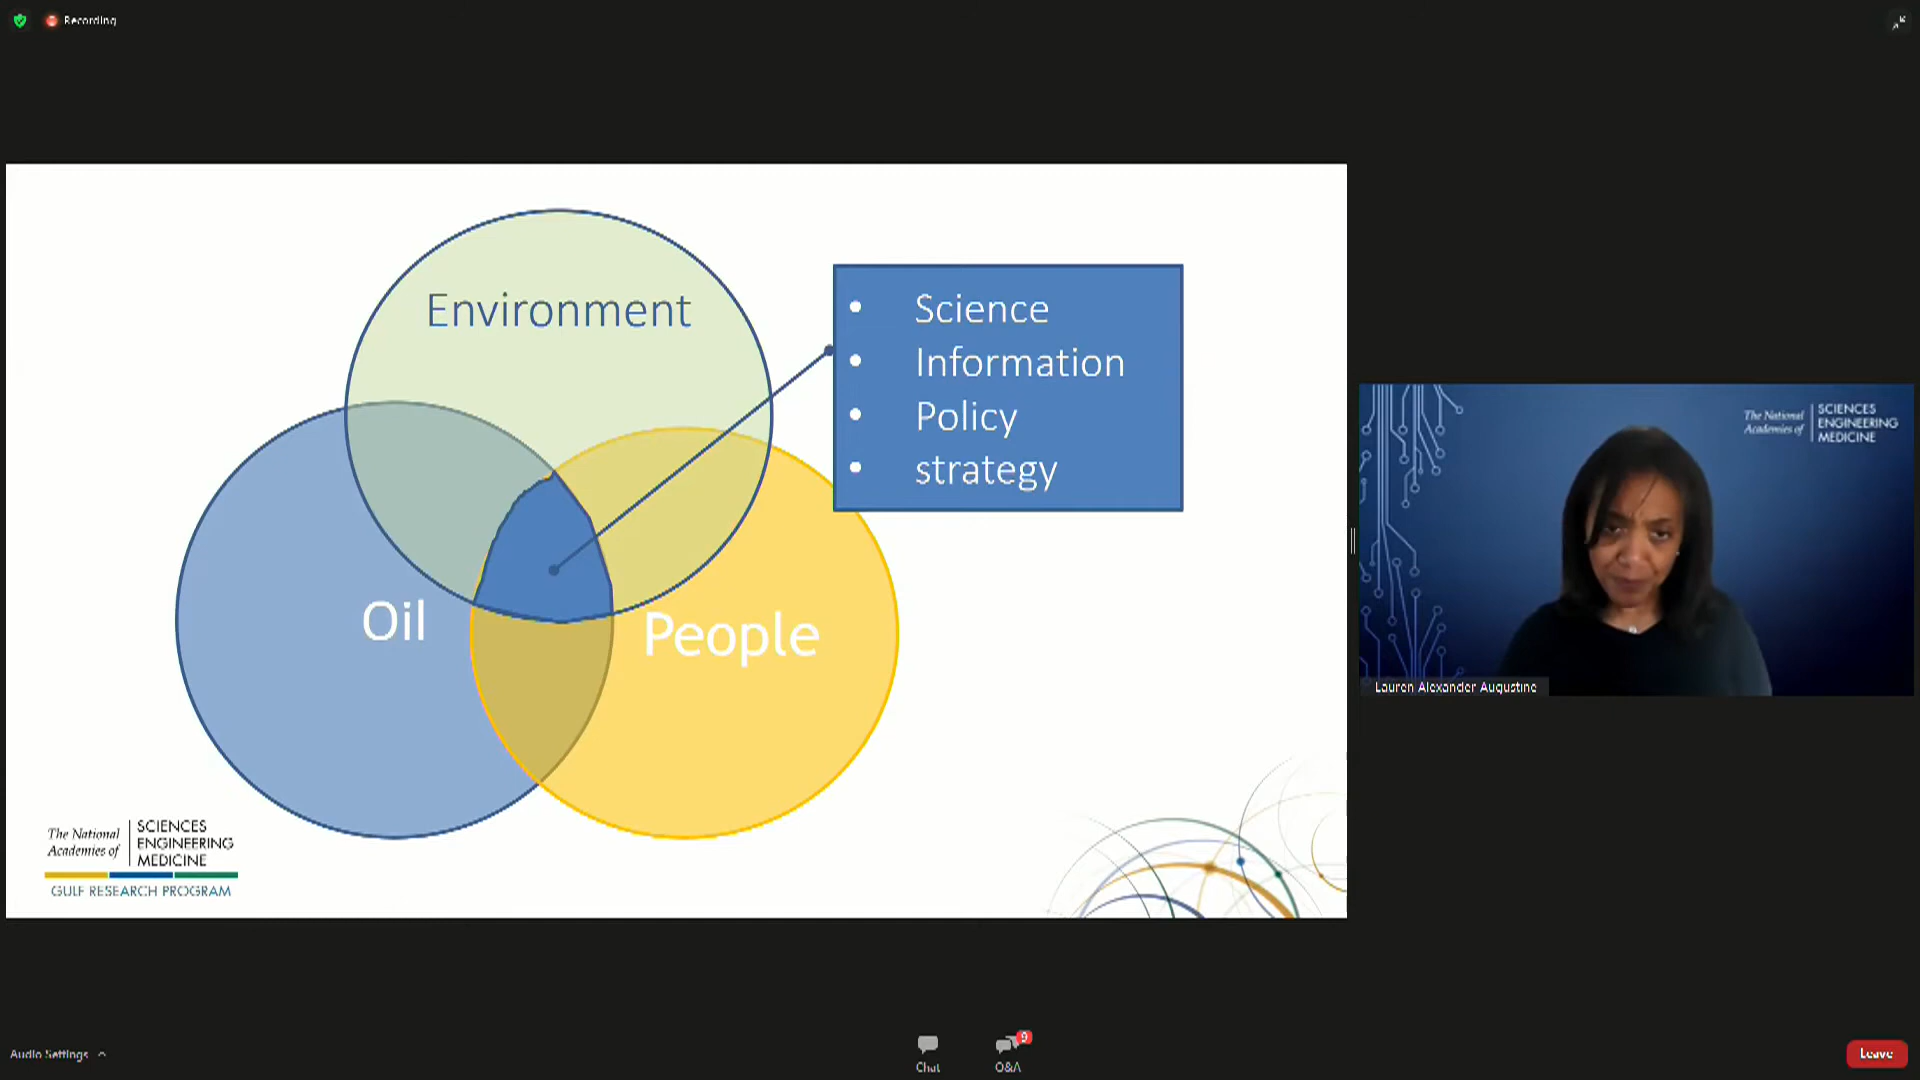 Recording
Environment
Science
Information
Policy
strategy
Oil
People
The National
Academies of
SCIENCES
ENGINEERING
MEDICINE
GULF RESEARCH PROGRAM
The National
Academies of
SCIENCES
ENGINEERING
MEDICINE
Lauren Alexander Augustine
Audio Settings
Chat
9
Q&A
Leave